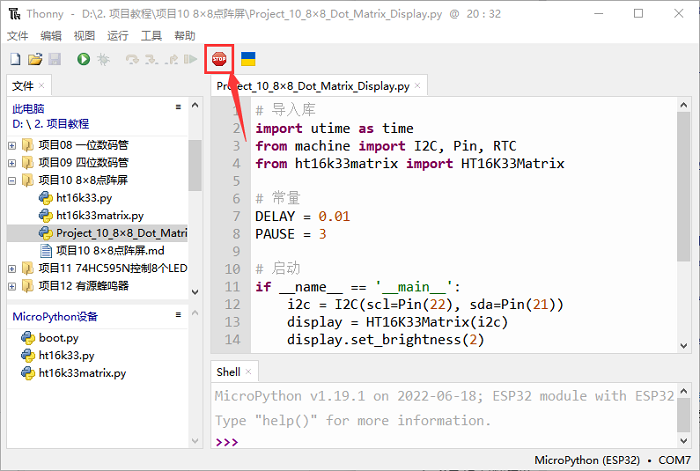 Thonny - D:\2. 项目教程\项目10 8×8点阵屏\Project_10_8×8_Dot_Matrix_Display.py @ 20 : 32
文件 编辑 视图 运行 工具 帮助
STOP
文件
此电脑
D: \ 2. 项目教程
项目08 一位数码管
项目09 四位数码管
项目10 8×8点阵屏
ht16k33.py
ht16k33matrix.py
Project_10_8×8_Dot_Matri
项目10 8×8点阵屏.md
项目11 74HC595N控制8个LED
项目12 有源蜂鸣器
MicroPython设备
boot.py
ht16k33.py
ht16k33matrix.py
Project_10_8×8_Dot_Matrix_Display.py
1 # 导入库
2 import utime as time
3 from machine import I2C, Pin, RTC
4 from ht16k33matrix import HT16K33Matrix
5
6 # 常量
7 DELAY = 0.01
8 PAUSE = 3
9
10 # 启动
11 if __name__ == '__main__':
12 i2c = I2C(scl=Pin(22), sda=Pin(21))
13 display = HT16K33Matrix(i2c)
14 display.set_brightness(2)
Shell
MicroPython v1.19.1 on 2022-06-18; ESP32 module with ESP32
Type "help()" for more information.
>>>
MicroPython (ESP32) • COM7